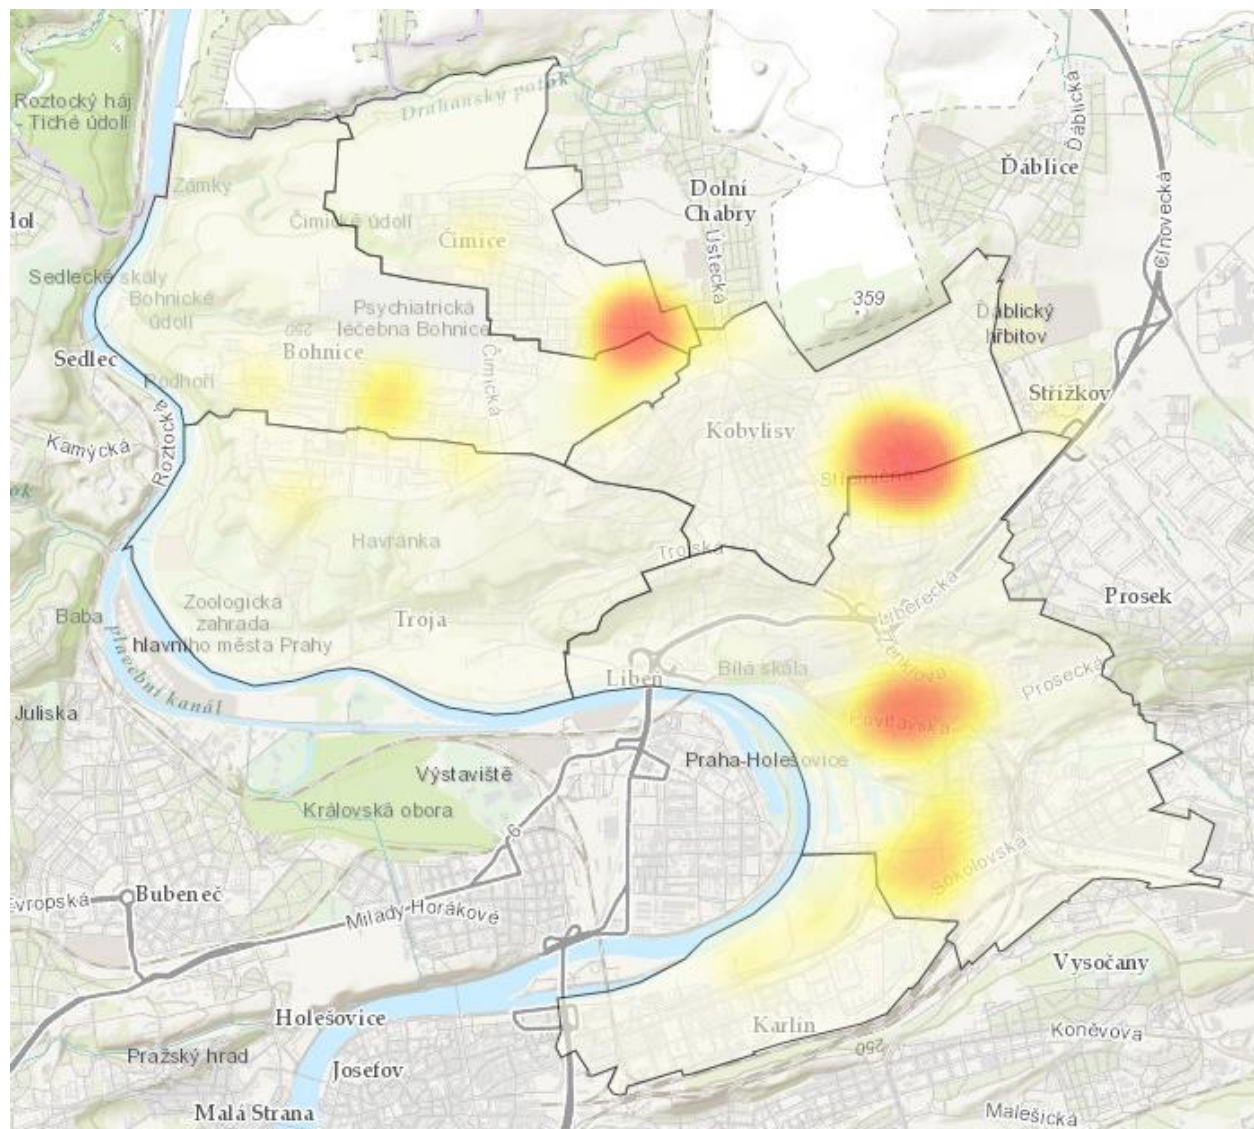 Drahanský potok
Roztocký háj
- Tiché údolí
Ďáblická
Ďáblice
Zámky
Dolní
Chabry
Čimické údolí
Čimice
Ústecká
Cínovecká
Sedlecké skály
Bohnické
údolí
250
Psychiatrická
léčebna Bohnice
359
Ďáblický
hřbitov
Sedlec
Bohnice
Čimická
Podhoří
Střížkov
Roztocká
Kamýcká
Kobylisy
Střelničná
Havránka
Trojská
Liberecká
Prosek
Baba
Zoologická
zahrada
hlavního města Prahy
Troja
Zenklova
plavební kanál
Libeň
Bílá skála
Prosecká
Juliska
Povltavská
Výstaviště
Praha-Holešovice
Královská obora
6
Sokolovská
Evropská
Bubeneč
Milady Horákové
Vysočany
Holešovice
Karlín
250
Koněvova
Pražský hrad
Josefov
Malá Strana
Malešická